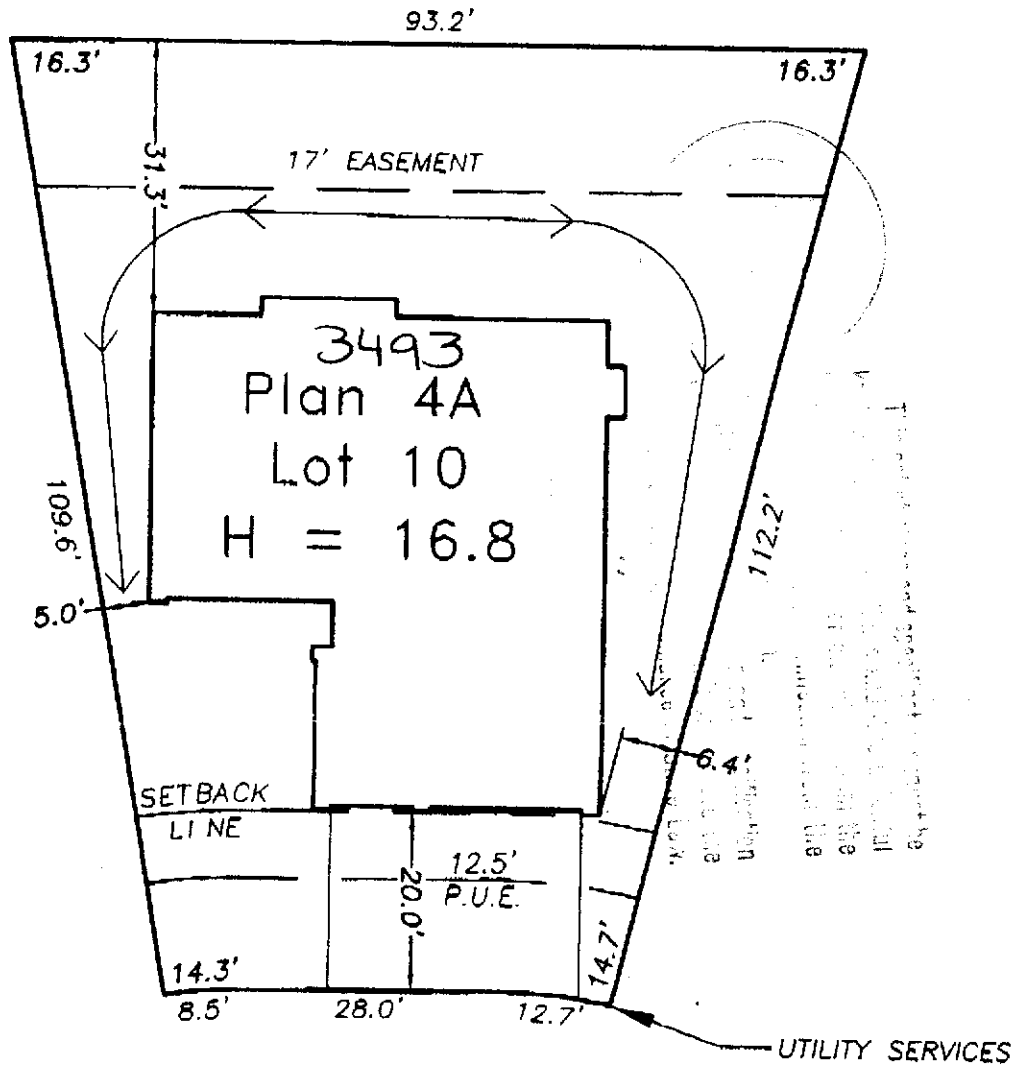 93.2'
16.3'
16.3'
31.3'
17' EASEMENT
3493
Plan 4A
Lot 10
H = 16.8
109.6'
112.2'
5.0'
6.4'
SETBACK
LINE
12.5'
P.U.E.
20.0'
14.3'
14.7'
8.5'
28.0'
12.7'
UTILITY SERVICES